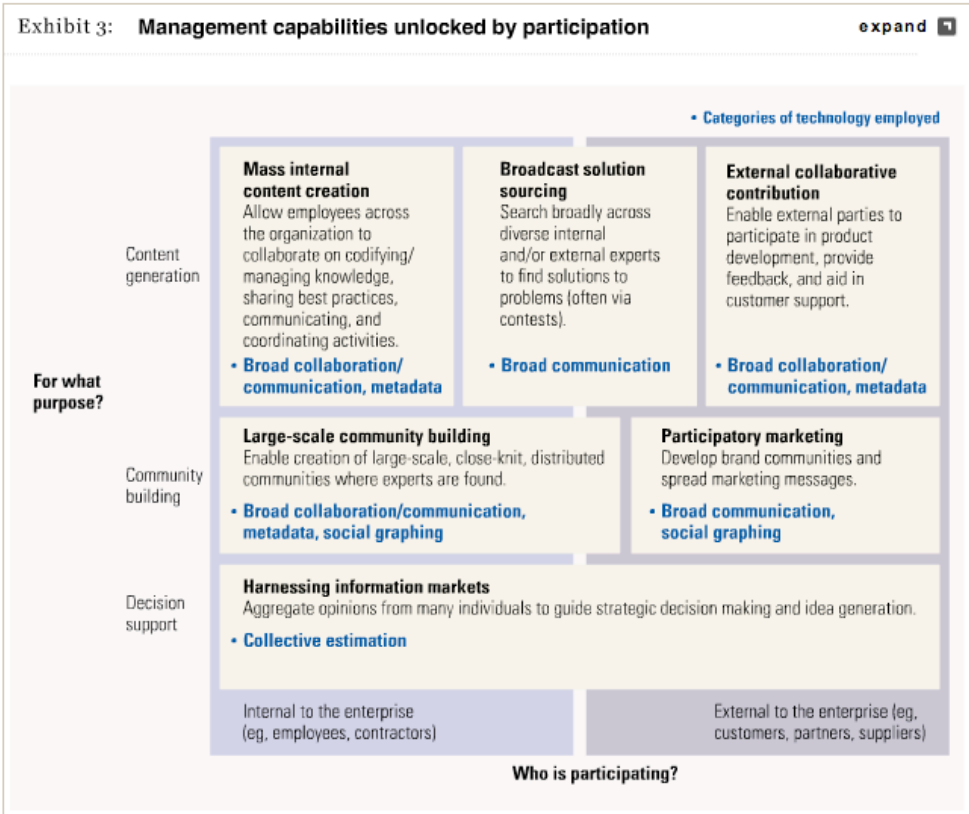 Exhibit 3: Management capabilities unlocked by participation
expand
• Categories of technology employed
For what
purpose?
Content
generation
Mass internal
content creation
Allow employees across
the organization to
collaborate on codifying/
managing knowledge,
sharing best practices,
communicating, and
coordinating activities.
• Broad collaboration/
communication, metadata
Broadcast solution
sourcing
Search broadly across
diverse internal
and/or external experts
to find solutions to
problems (often via
contests).
• Broad communication
External collaborative
contribution
Enable external parties to
participate in product
development, provide
feedback, and aid in
customer support.
• Broad collaboration/
communication, metadata
Community
building
Large-scale community building
Enable creation of large-scale, close-knit, distributed
communities where experts are found.
• Broad collaboration/communication,
metadata, social graphing
Participatory marketing
Develop brand communities and
spread marketing messages.
• Broad communication,
social graphing
Decision
support
Harnessing information markets
Aggregate opinions from many individuals to guide strategic decision making and idea generation.
• Collective estimation
Internal to the enterprise
(eg, employees, contractors)
External to the enterprise (eg,
customers, partners, suppliers)
Who is participating?